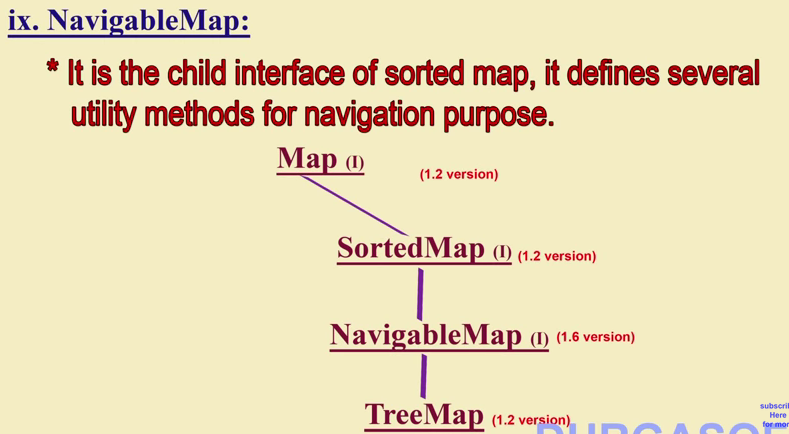 ix. NavigableMap:
* It is the child interface of sorted map, it defines several
utility methods for navigation purpose.
Map (I) (1.2 version)
SortedMap (I) (1.2 version)
NavigableMap (I) (1.6 version)
TreeMap (1.2 version)
Here